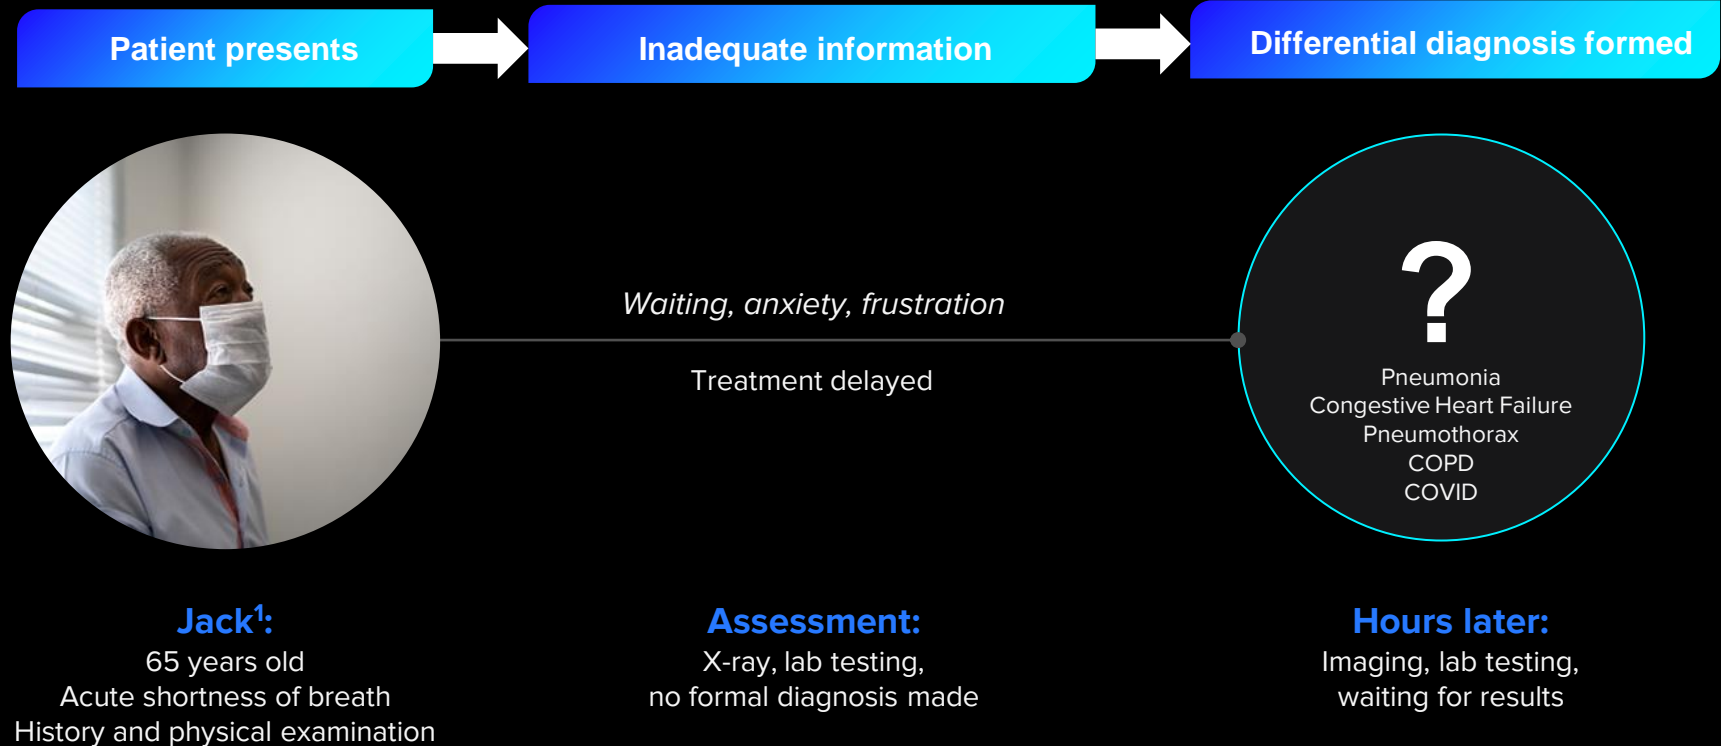 Patient presents
Inadequate information
Differential diagnosis formed
Waiting, anxiety, frustration
Treatment delayed
?
Pneumonia
Congestive Heart Failure
Pneumothorax
COPD
COVID
Jack¹:
65 years old
Acute shortness of breath
History and physical examination
Assessment:
X-ray, lab testing,
no formal diagnosis made
Hours later:
Imaging, lab testing,
waiting for results